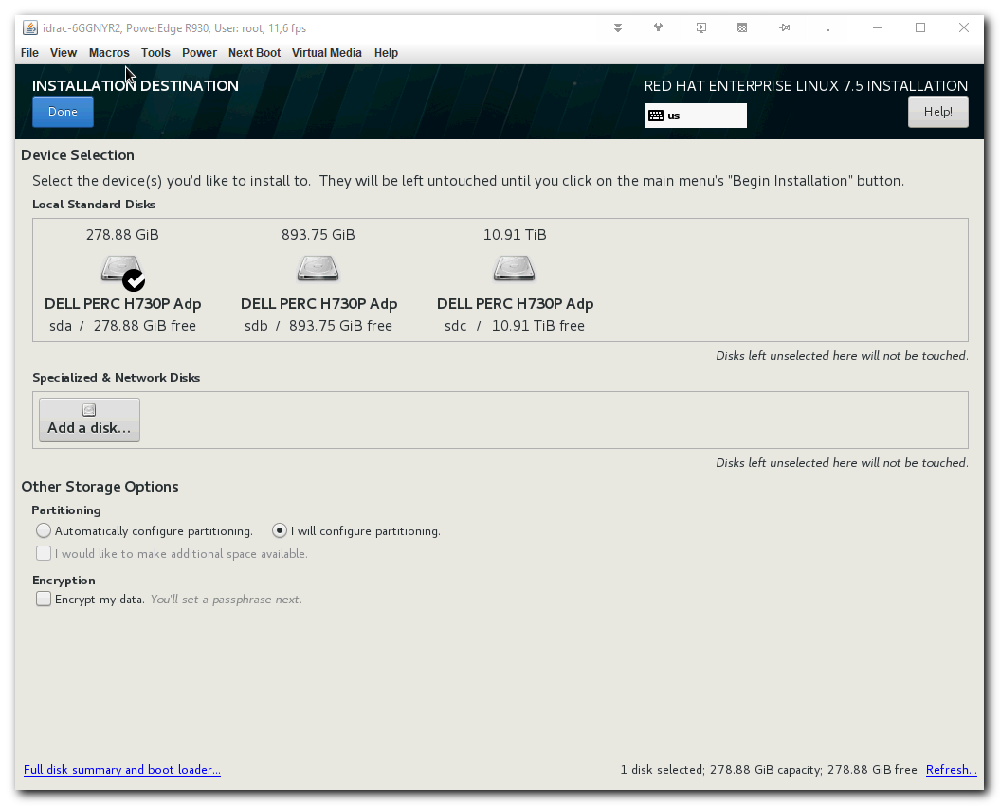 idrac-6GGNYR2, PowerEdge R930, User: root, 11,6 fps
File View Macros Tools Power Next Boot Virtual Media Help
INSTALLATION DESTINATION
RED HAT ENTERPRISE LINUX 7.5 INSTALLATION
Done
us
Help!
Device Selection
Select the device(s) you'd like to install to. They will be left untouched until you click on the main menu's "Begin Installation" button.
Local Standard Disks
278.88 GiB 893.75 GiB 10.91 TiB
DELL PERC H730P Adp DELL PERC H730P Adp DELL PERC H730P Adp
sda / 278.88 GiB free sdb / 893.75 GiB free sdc / 10.91 TiB free
Disks left unselected here will not be touched.
Specialized & Network Disks
Add a disk...
Disks left unselected here will not be touched.
Other Storage Options
Partitioning
Automatically configure partitioning. I will configure partitioning.
I would like to make additional space available.
Encryption
Encrypt my data. You'll set a passphrase next.
Full disk summary and boot loader... 1 disk selected; 278.88 GiB capacity; 278.88 GiB free Refresh...